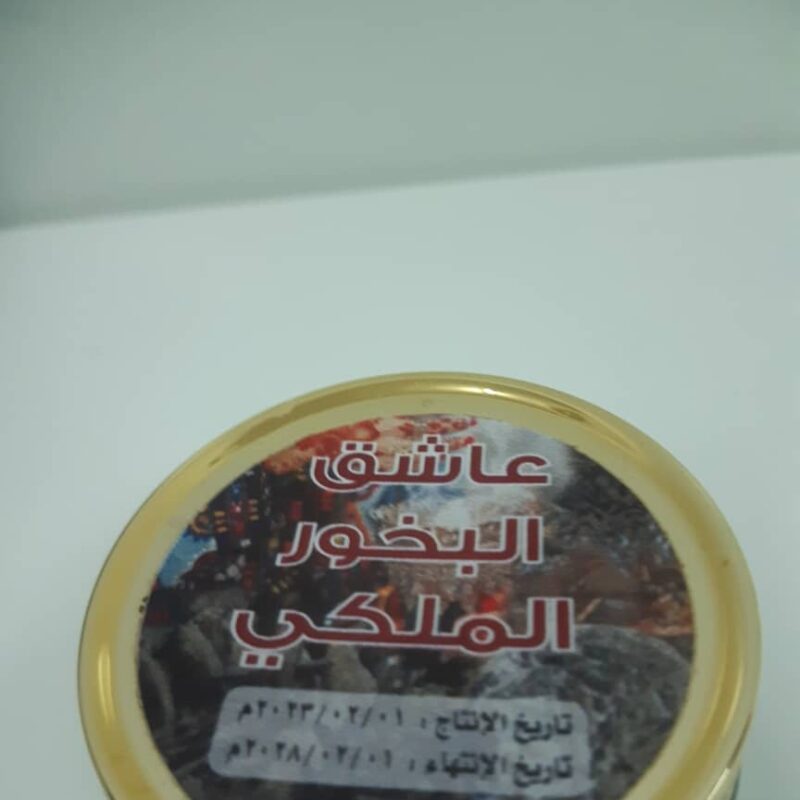 عاشق
البخور
الملكي
تاريخ الإنتاج : ٢٠٢٣/٠٢/٠١م
تاريخ الإنتهاء : ٢٠٢٨/٠٢/٠١م